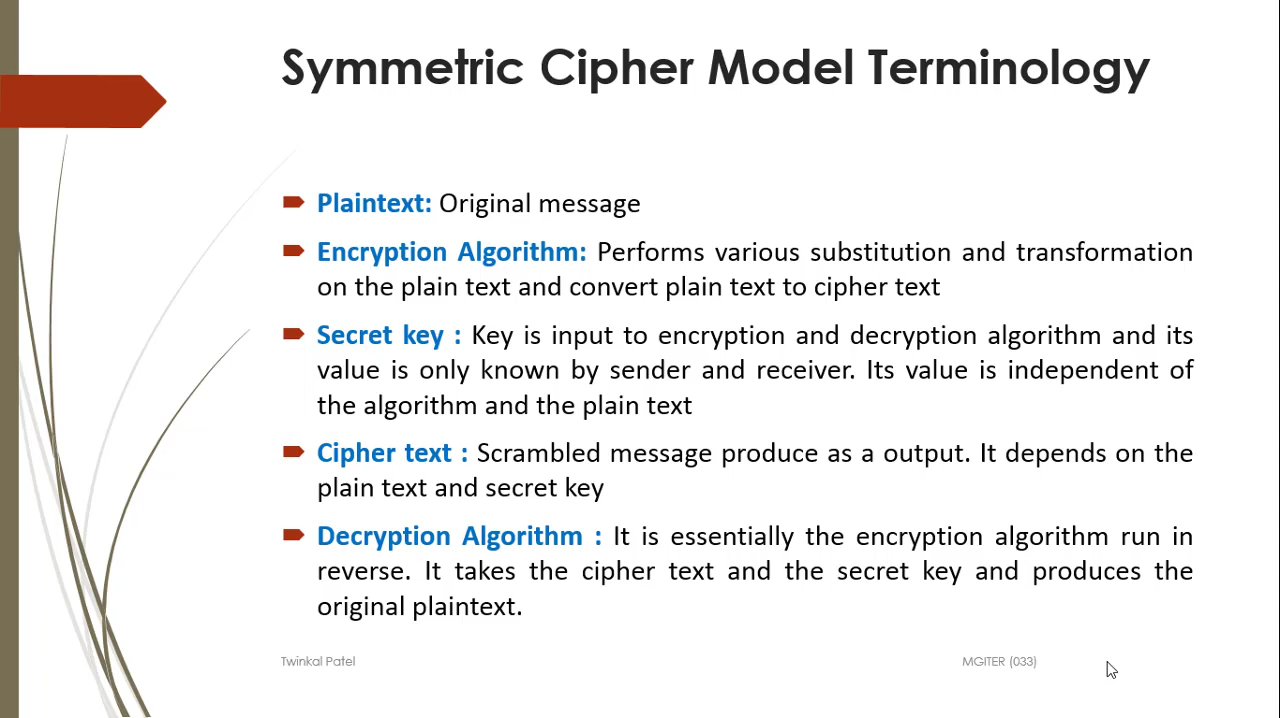 Symmetric Cipher Model Terminology
Plaintext: Original message
Encryption Algorithm: Performs various substitution and transformation
on the plain text and convert plain text to cipher text
Secret key : Key is input to encryption and decryption algorithm and its
value is only known by sender and receiver. Its value is independent of
the algorithm and the plain text
Cipher text : Scrambled message produce as a output. It depends on the
plain text and secret key
Decryption Algorithm : It is essentially the encryption algorithm run in
reverse. It takes the cipher text and the secret key and produces the
original plaintext.
Twinkal Patel
MGITER (033)